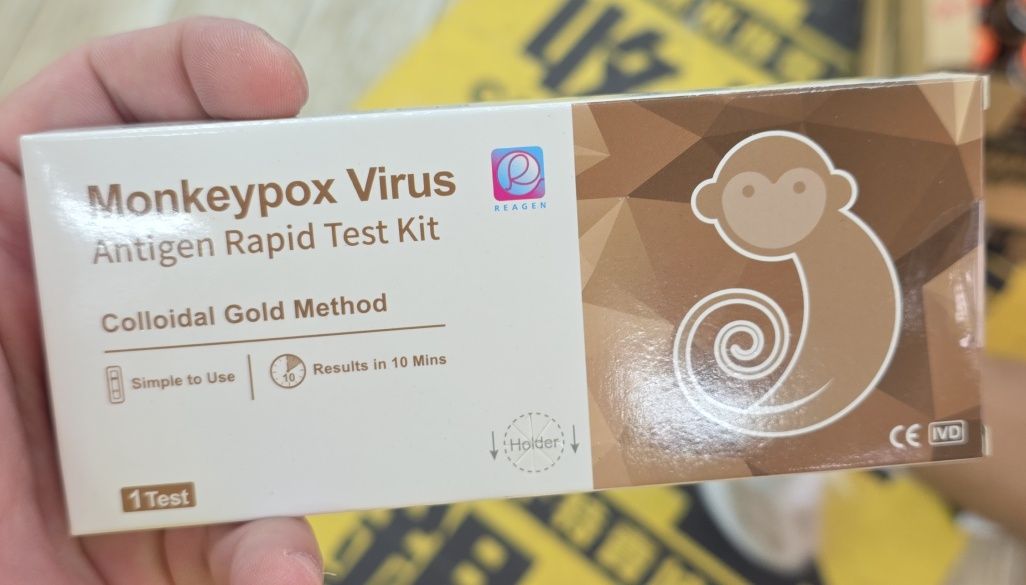 收
Monkeypox Virus
Antigen Rapid Test Kit
R
REAGEN
Colloidal Gold Method
Simple to Use
10
Results in 10 Mins
Holder
1 Test
CE IVD